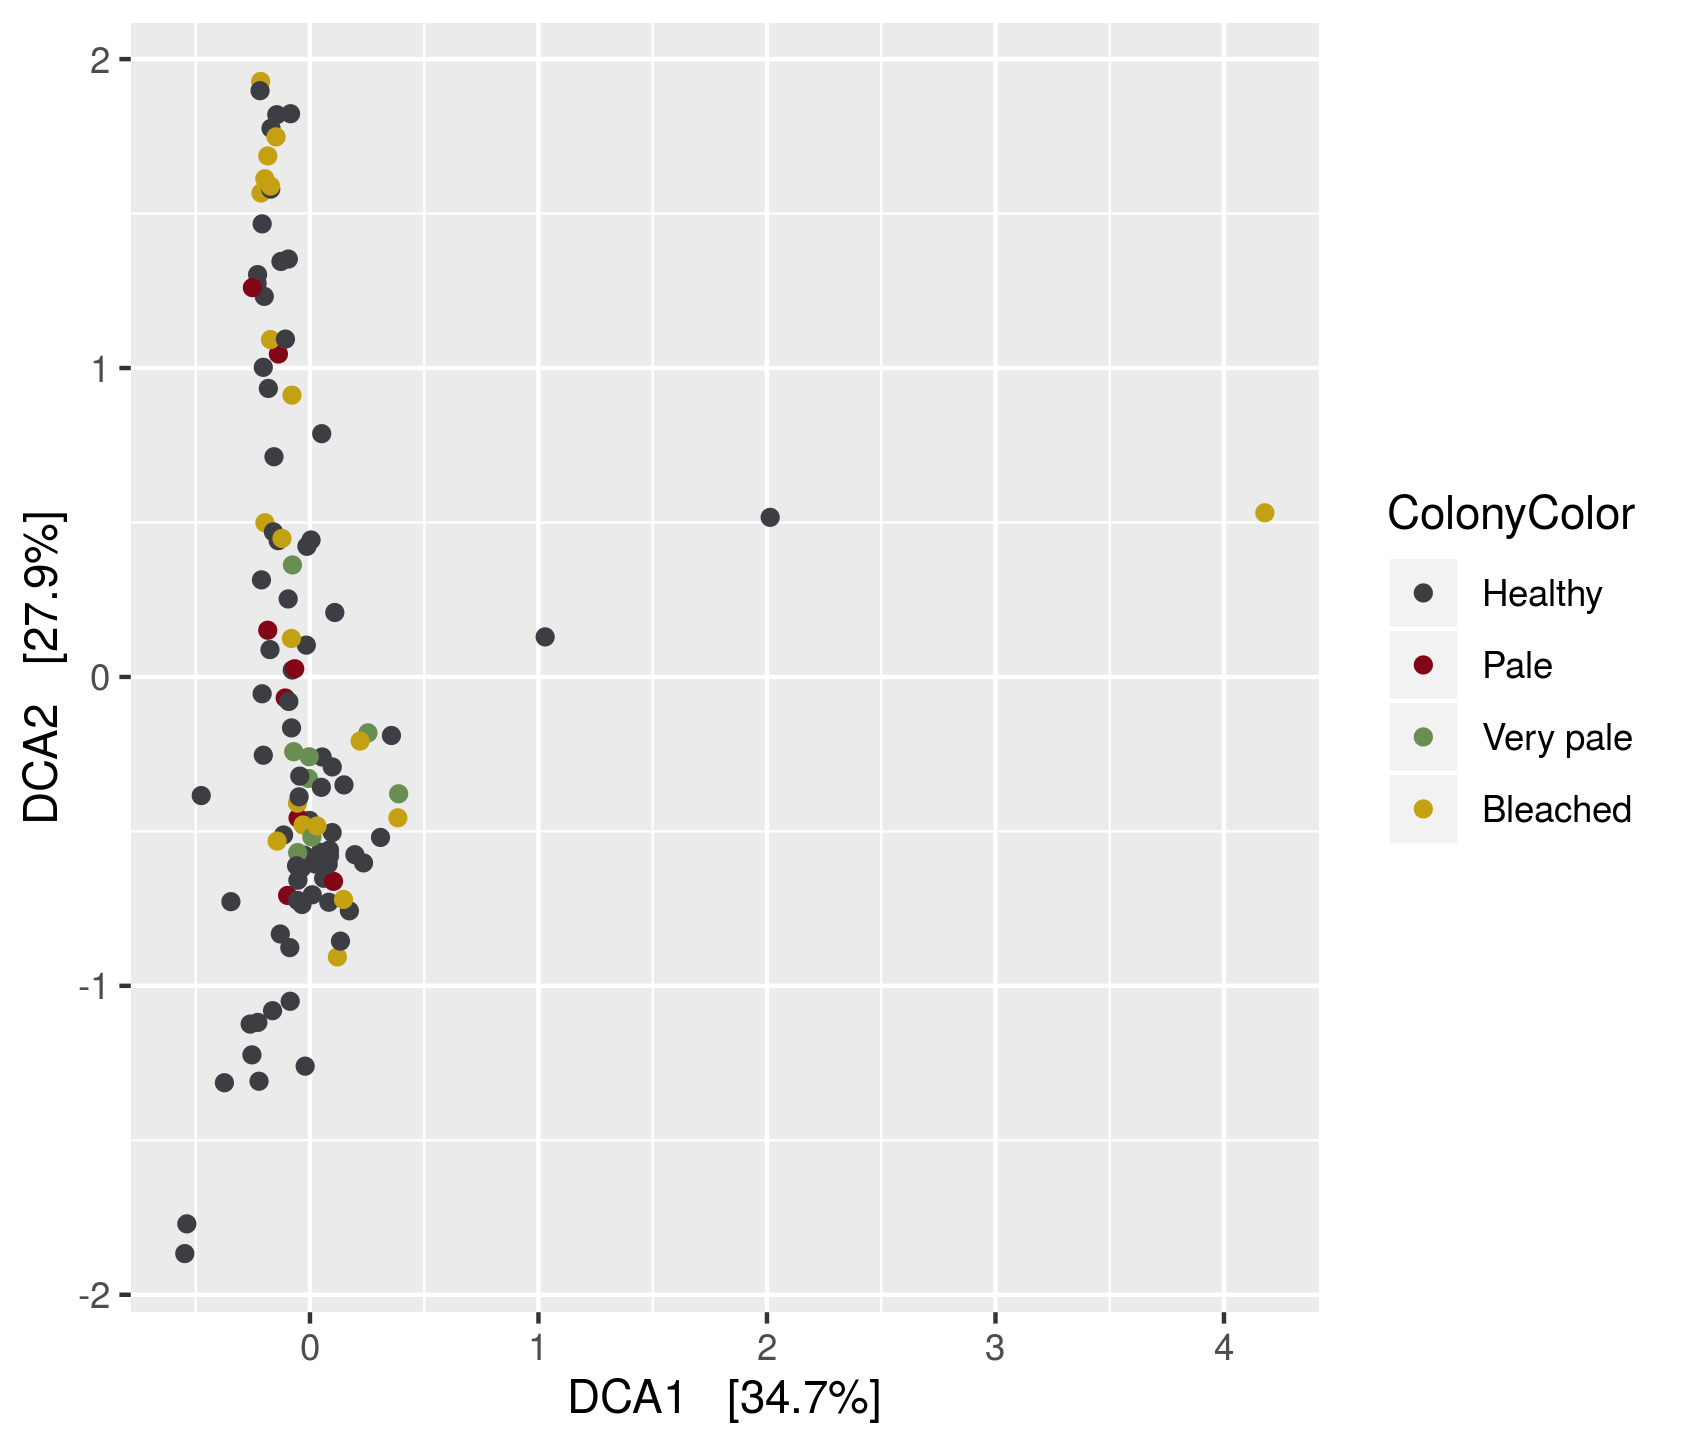 2
1
0
-1
-2
DCA2 [27.9%]
0 1 2 3 4
DCA1 [34.7%]
ColonyColor
Healthy
Pale
Very pale
Bleached